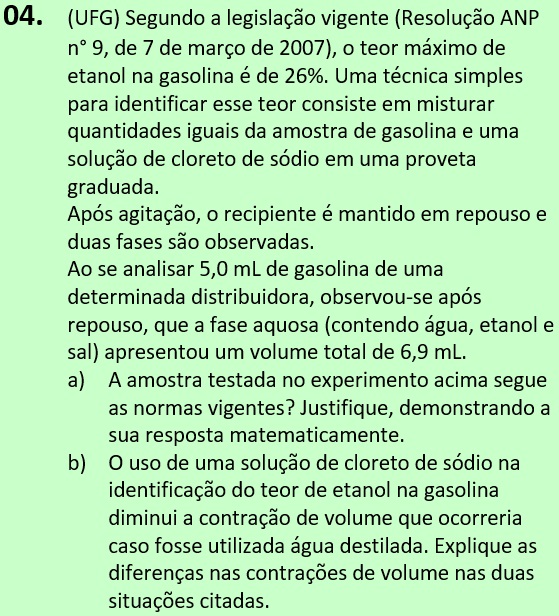 04. (UFG) Segundo a legislação vigente (Resolução ANP
n° 9, de 7 de março de 2007), o teor máximo de
etanol na gasolina é de 26%. Uma técnica simples
para identificar esse teor consiste em misturar
quantidades iguais da amostra de gasolina e uma
solução de cloreto de sódio em uma proveta
graduada.
Após agitação, o recipiente é mantido em repouso e
duas fases são observadas.
Ao se analisar 5,0 mL de gasolina de uma
determinada distribuidora, observou-se após
repouso, que a fase aquosa (contendo água, etanol e
sal) apresentou um volume total de 6,9 mL.
a) A amostra testada no experimento acima segue
as normas vigentes? Justifique, demonstrando a
sua resposta matematicamente.
b) O uso de uma solução de cloreto de sódio na
identificação do teor de etanol na gasolina
diminui a contração de volume que ocorreria
caso fosse utilizada água destilada. Explique as
diferenças nas contrações de volume nas duas
situações citadas.